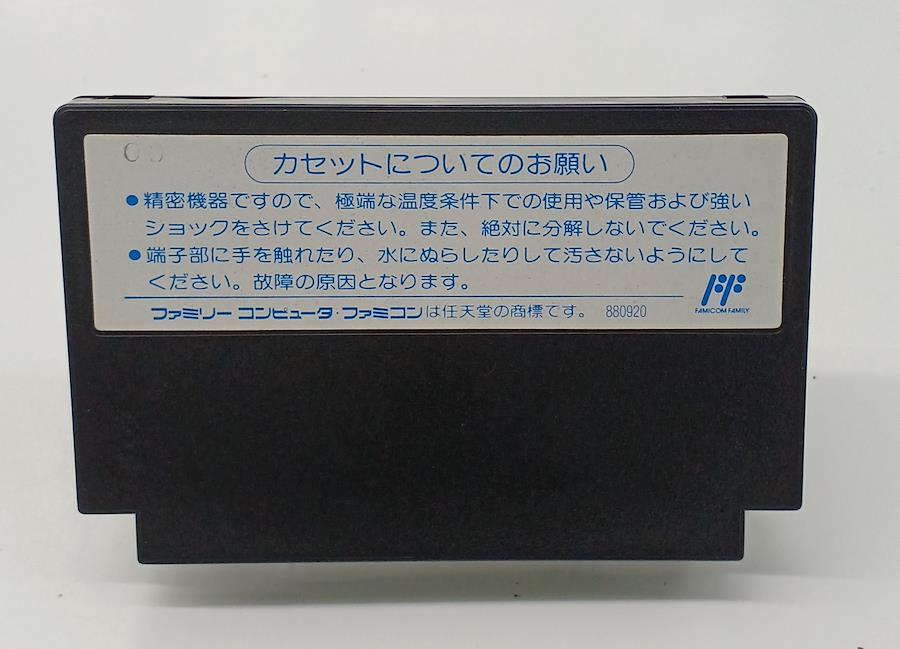 カセットについてのお願い
●精密機器ですので、極端な温度条件下での使用や保管および強い
ショックをさけてください。また、絶対に分解しないでください。
●端子部に手を触れたり、水にぬらしたりして汚さないようにして
ください。故障の原因となります。
ファミリーコンピュータ・ファミコンは任天堂の商標です。 880920
FAMICOM FAMILY